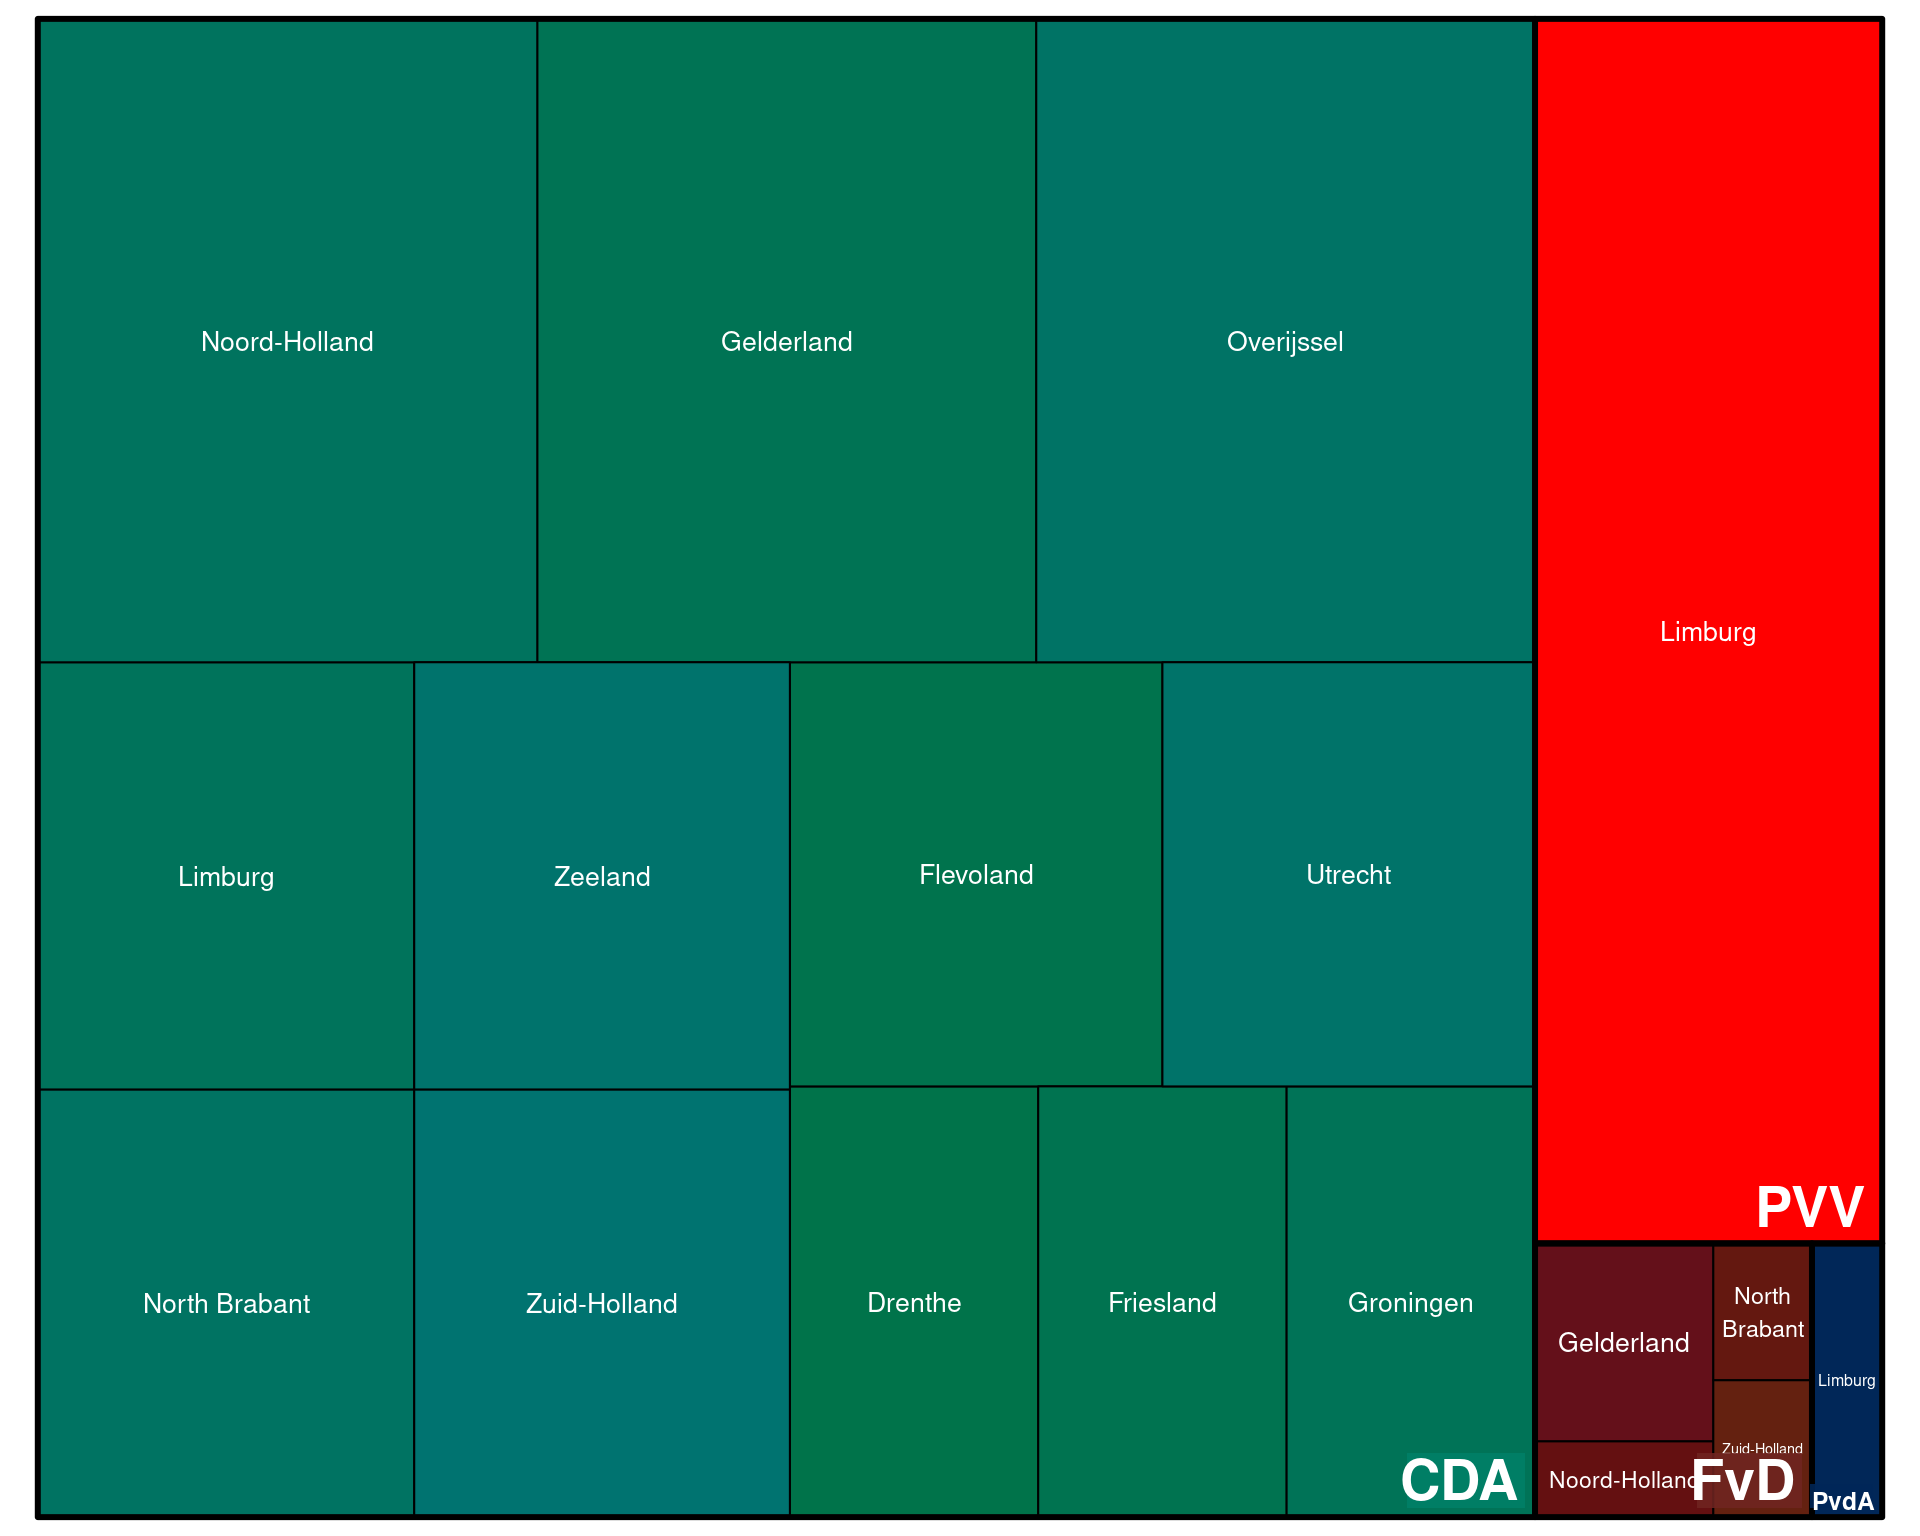 Noord-Holland
Gelderland
Overijssel
Limburg
Limburg
Zeeland
Flevoland
Utrecht
PVV
North Brabant
Zuid-Holland
Drenthe
Friesland
Groningen
CDA
Gelderland
North
Brabant
Limburg
Zuid-Holland
Noord-Holland
FvD
PvdA